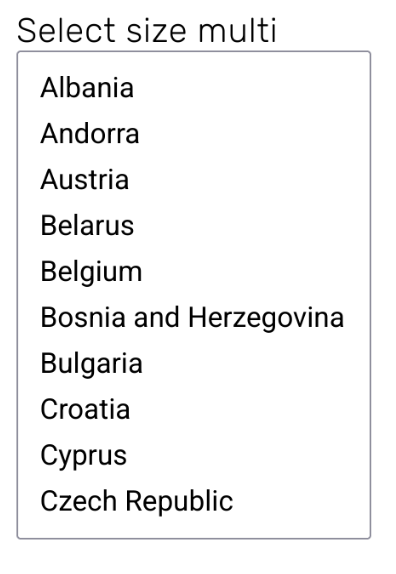 Select size multi
Albania
Andorra
Austria
Belarus
Belgium
Bosnia and Herzegovina
Bulgaria
Croatia
Cyprus
Czech Republic